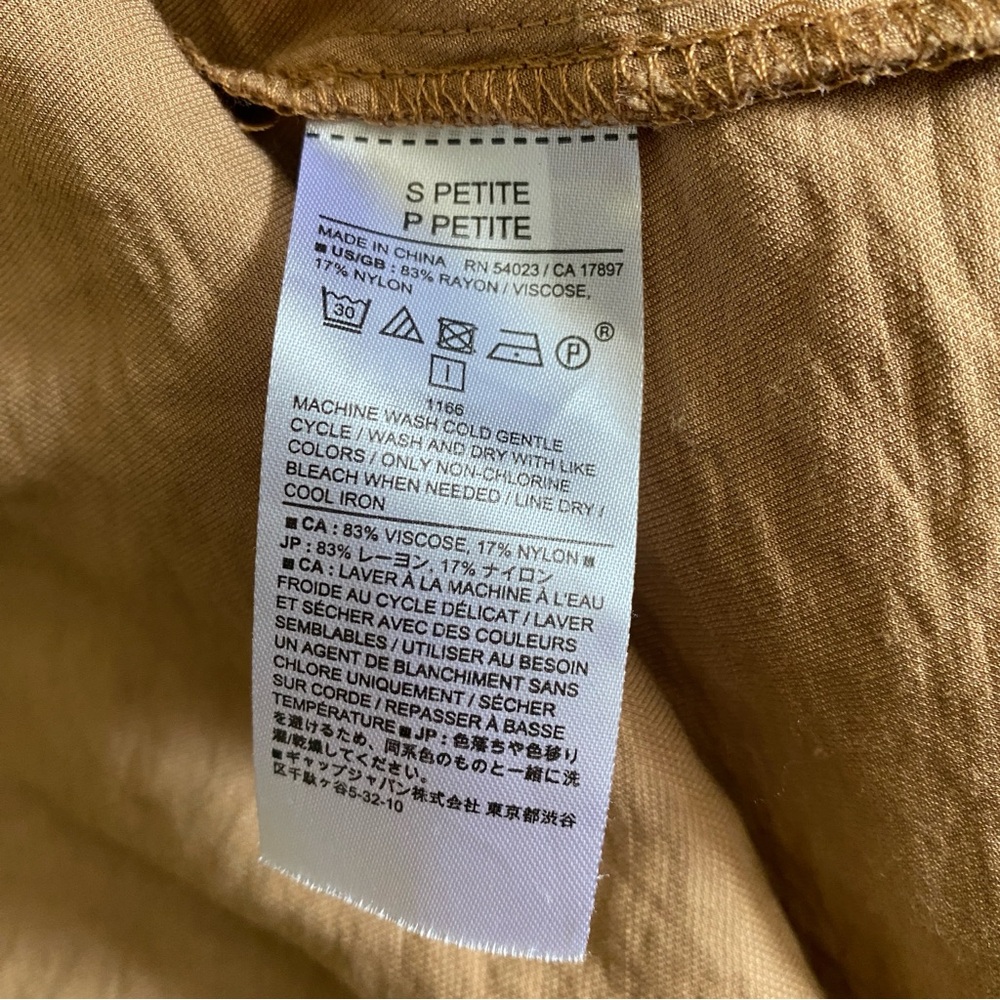 S PETITE
P PETITE
MADE IN CHINA RN 54023 / CA 17897
■ US/GB : 83% RAYON / VISCOSE,
17% NYLON
30
P ®
1166
MACHINE WASH COLD GENTLE
CYCLE / WASH AND DRY WITH LIKE
COLORS / ONLY NON-CHLORINE
BLEACH WHEN NEEDED / LINE DRY /
COOL IRON
■ CA : 83% VISCOSE, 17% NYLON ■
JP : 83% レーヨン, 17% ナイロン
■ CA : LAVER À LA MACHINE À L'EAU
FROIDE AU CYCLE DÉLICAT / LAVER
ET SÉCHER AVEC DES COULEURS
SEMBLABLES / UTILISER AU BESOIN
UN AGENT DE BLANCHIMENT SANS
CHLORE UNIQUEMENT / SÉCHER
SUR CORDE / REPASSER À BASSE
TEMPÉRATURE ■ JP : 色落ちや色移り
を避けるため、同系色のものと一緒に洗
濯/乾燥してください。
■ ギャップジャパン株式会社 東京都渋谷
区千駄ヶ谷5-32-10